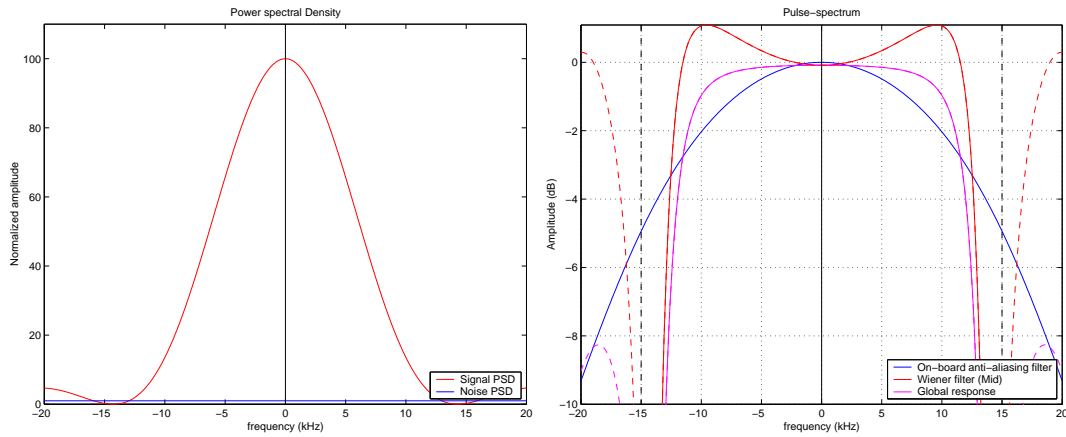 Power spectral Density
Normalized amplitude
100
80
60
40
20
0
−20
−15
−10
−5
0
5
10
15
20
frequency (kHz)
Signal PSD
Noise PSD
Pulse−spectrum
Amplitude (dB)
0
−2
−4
−6
−8
−10
−20
−15
−10
−5
0
5
10
15
20
frequency (kHz)
On−board anti−aliasing filter
Wiener filter (Mid)
Global response